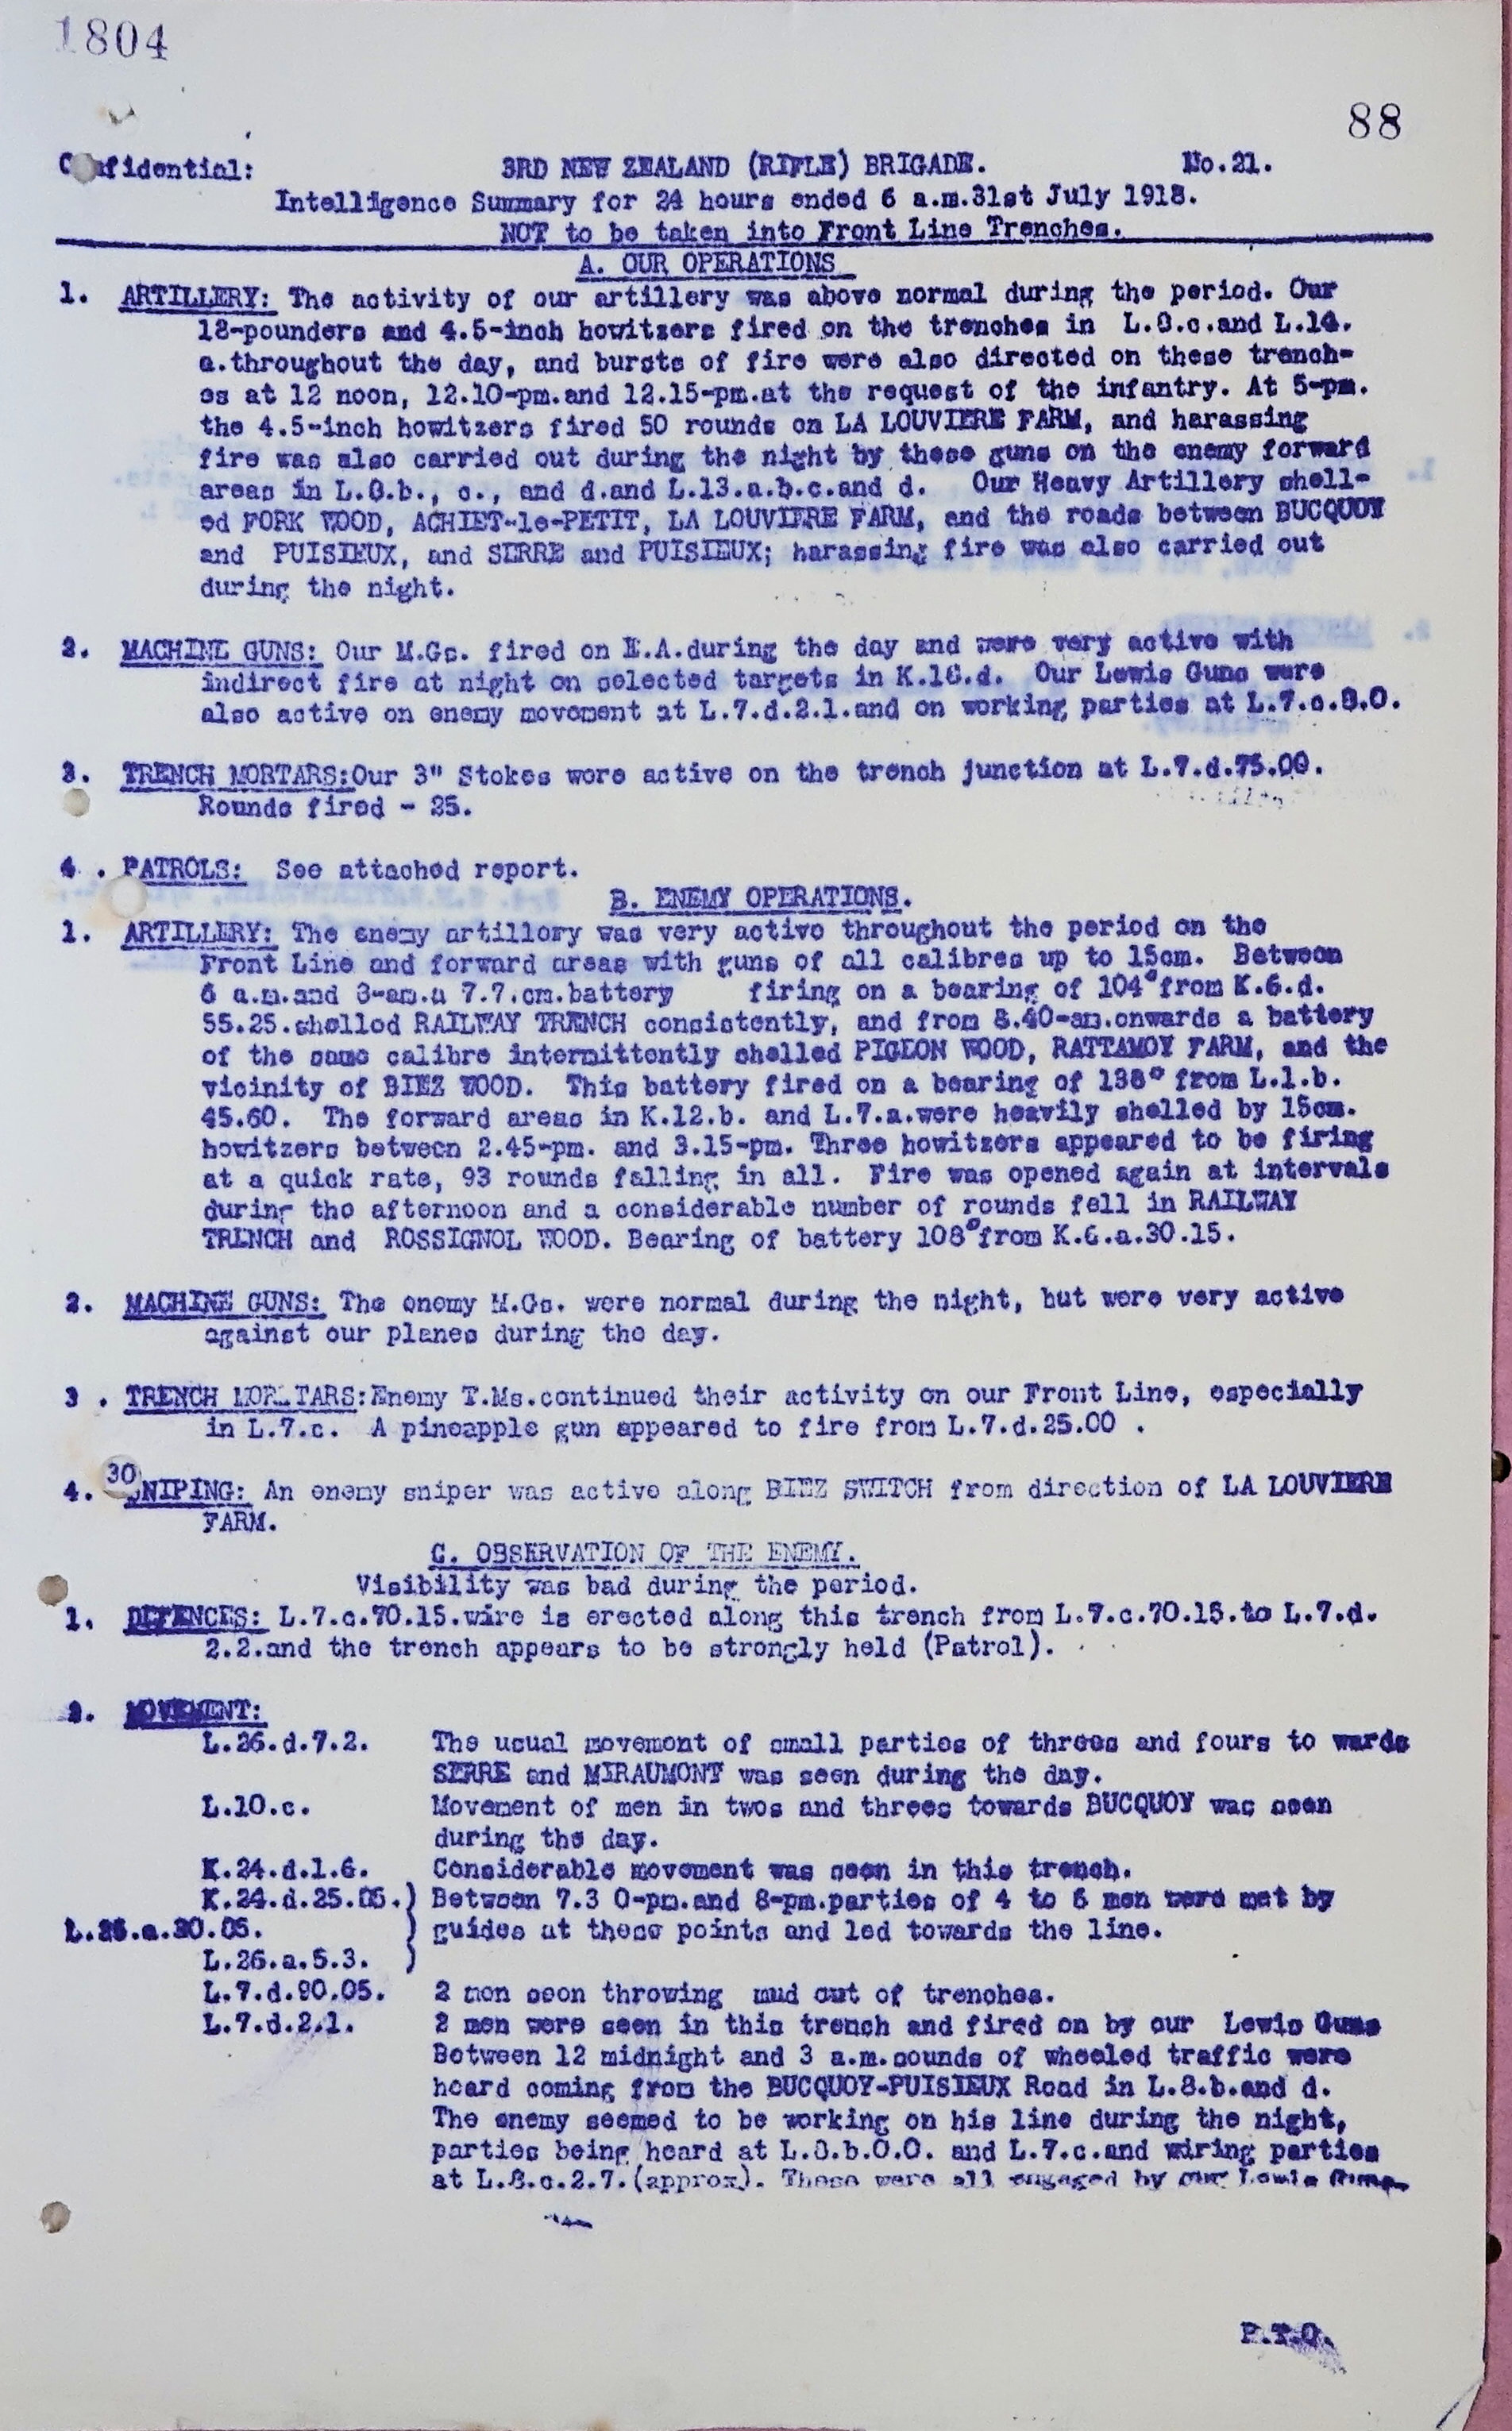 1804
88
Confidential: 3RD NEW ZEALAND (RIFLE) BRIGADE. No.21.
Intelligence Summary for 24 hours ended 6 a.m.31st July 1918.
NOT to be taken into Front Line Trenches.
A. OUR OPERATIONS
1. ARTILLERY: The activity of our artillery was above normal during the period. Our
18-pounders and 4.5-inch howitzers fired on the trenches in L.8.c.and L.14.
a.throughout the day, and bursts of fire were also directed on these trench-
es at 12 noon, 12.10-pm.and 12.15-pm.at the request of the infantry. At 5-pm.
the 4.5-inch howitzers fired 50 rounds on LA LOUVIERE FARM, and harassing
fire was also carried out during the night by these guns on the enemy forward
areas in L.8.b., c., and d.and L.13.a.b.c.and d. Our Heavy Artillery shell-
ed FORK WOOD, ACHIET-le-PETIT, LA LOUVIERE FARM, and the roads between BUCQUOY
and PUISIEUX, and SERRE and PUISIEUX; harassing fire was also carried out
during the night.
2. MACHINE GUNS: Our M.Gs. fired on E.A.during the day and were very active with
indirect fire at night on selected targets in K.18.d. Our Lewis Guns were
also active on enemy movement at L.7.d.2.1.and on working parties at L.7.c.8.0.
3. TRENCH MORTARS:Our 3" Stokes were active on the trench junction at L.7.d.75.00.
Rounds fired - 25.
4 . PATROLS: See attached report.
B. ENEMY OPERATIONS.
1. ARTILLERY: The enemy artillery was very active throughout the period on the
Front Line and forward areas with guns of all calibres up to 15cm. Between
6 a.m.and 8-am.a 7.7.cm.battery firing on a bearing of 104°from K.6.d.
55.25.shelled RAILWAY TRENCH consistently, and from 8.40-am.onwards a battery
of the same calibre intermittently shelled PIGEON WOOD, RATTAMOY FARM, and the
vicinity of BIEZ WOOD. This battery fired on a bearing of 138° from L.1.b.
45.60. The forward areas in K.12.b. and L.7.a.were heavily shelled by 15cm.
howitzers between 2.45-pm. and 3.15-pm. Three howitzers appeared to be firing
at a quick rate, 93 rounds falling in all. Fire was opened again at intervals
during the afternoon and a considerable number of rounds fell in RAILWAY
TRENCH and ROSSIGNOL WOOD. Bearing of battery 108°from K.6.a.30.15.
2. MACHINE GUNS: The enemy M.Gs. were normal during the night, but were very active
against our planes during the day.
3 . TRENCH MORTARS:Enemy T.Ms.continued their activity on our Front Line, especially
in L.7.c. A pineapple gun appeared to fire from L.7.d.25.00 .
30
4. SNIPING: An enemy sniper was active along BIEZ SWITCH from direction of LA LOUVIERE
FARM.
C. OBSERVATION OF THE ENEMY.
Visibility was bad during the period.
1. DEFENCES: L.7.c.70.15.wire is erected along this trench from L.7.c.70.15.to L.7.d.
2.2.and the trench appears to be strongly held (Patrol).
2. MOVEMENT:
L.26.d.7.2. The usual movement of small parties of threes and fours to wards
SERRE and MIRAUMONT was seen during the day.
L.10.c. Movement of men in twos and threes towards BUCQUOY was seen
during the day.
K.24.d.1.6. Considerable movement was seen in this trench.
K.24.d.25.05.) Between 7.3 0-pm.and 8-pm.parties of 4 to 6 men were met by
L.26.a.30.05. ) guides at these points and led towards the line.
L.26.a.5.3. )
L.7.d.90.05. 2 men seen throwing mud out of trenches.
L.7.d.2.1. 2 men were seen in this trench and fired on by our Lewis Guns
Between 12 midnight and 3 a.m.sounds of wheeled traffic were
heard coming from the BUCQUOY-PUISIEUX Road in L.8.b.and d.
The enemy seemed to be working on his line during the night,
parties being heard at L.8.b.0.0. and L.7.c.and wiring parties
at L.8.c.2.7.(approx). These were all engaged by our Lewis Guns.
P.T.O.